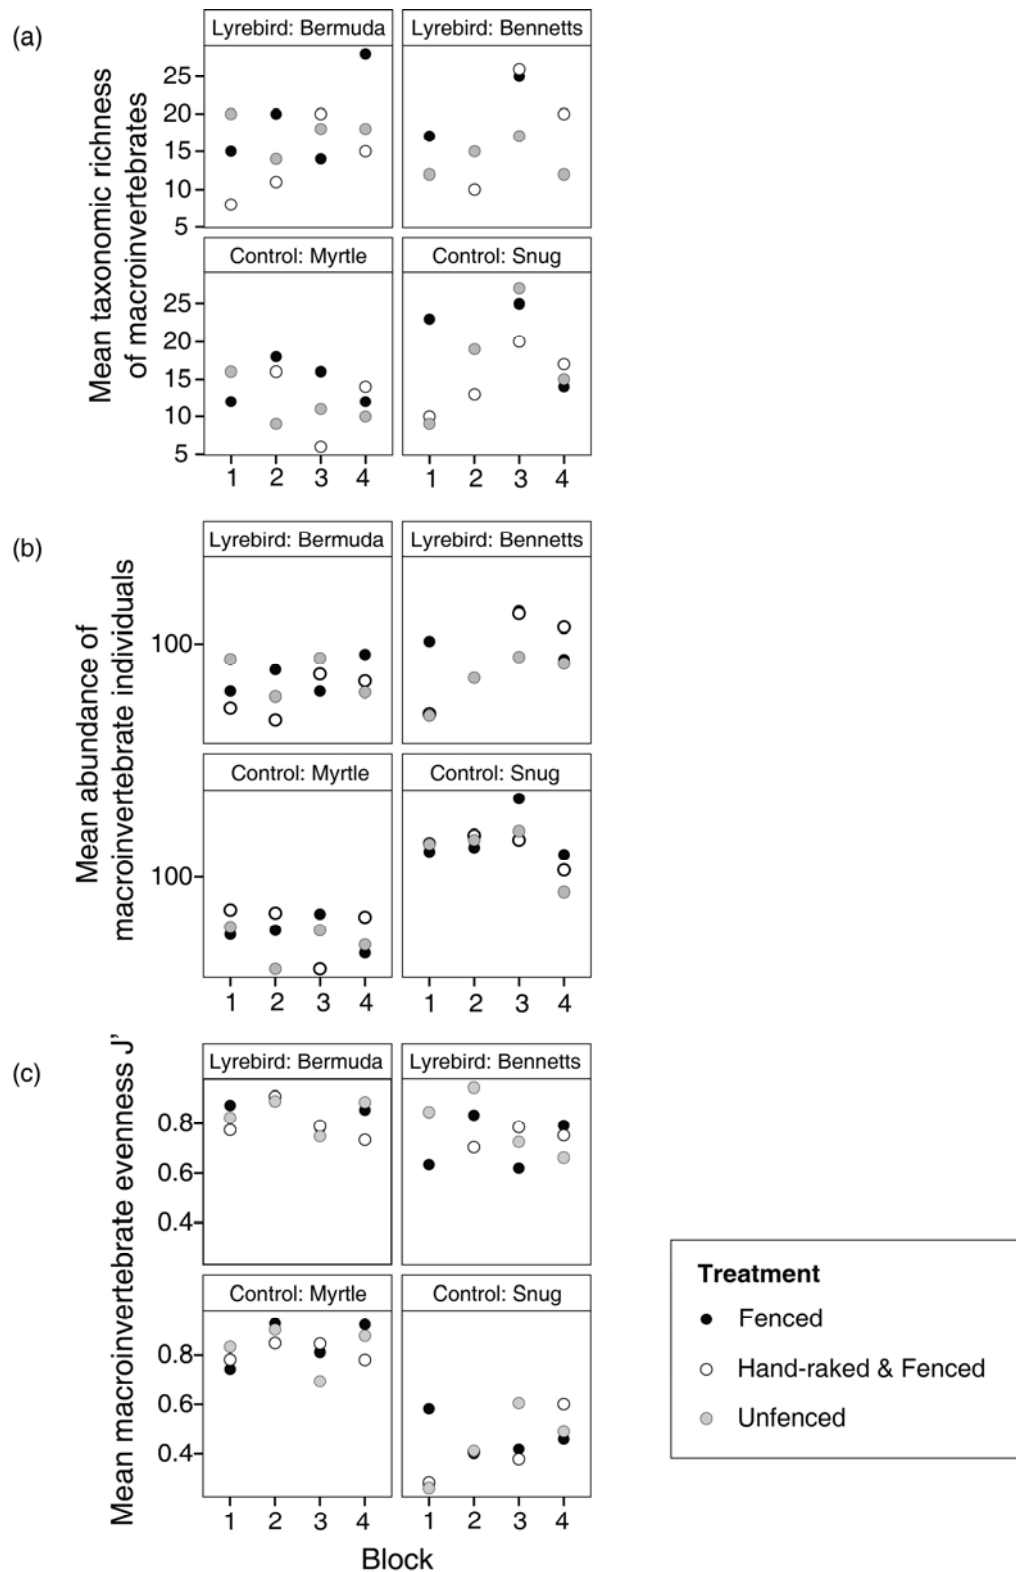 (a)
Lyrebird: Bermuda
Lyrebird: Bennetts
Mean taxonomic richness
of macroinvertebrates
25
20
15
10
5
Control: Myrtle
Control: Snug
25
20
15
10
5
1 2 3 4
1 2 3 4
(b)
Lyrebird: Bermuda
Lyrebird: Bennetts
Mean abundance of
macroinvertebrate individuals
100
Control: Myrtle
Control: Snug
100
1 2 3 4
1 2 3 4
(c)
Lyrebird: Bermuda
Lyrebird: Bennetts
Mean macroinvertebrate evenness J'
0.8
0.6
0.4
Control: Myrtle
Control: Snug
0.8
0.6
0.4
1 2 3 4
1 2 3 4
Block
Treatment
Fenced
Hand-raked & Fenced
Unfenced